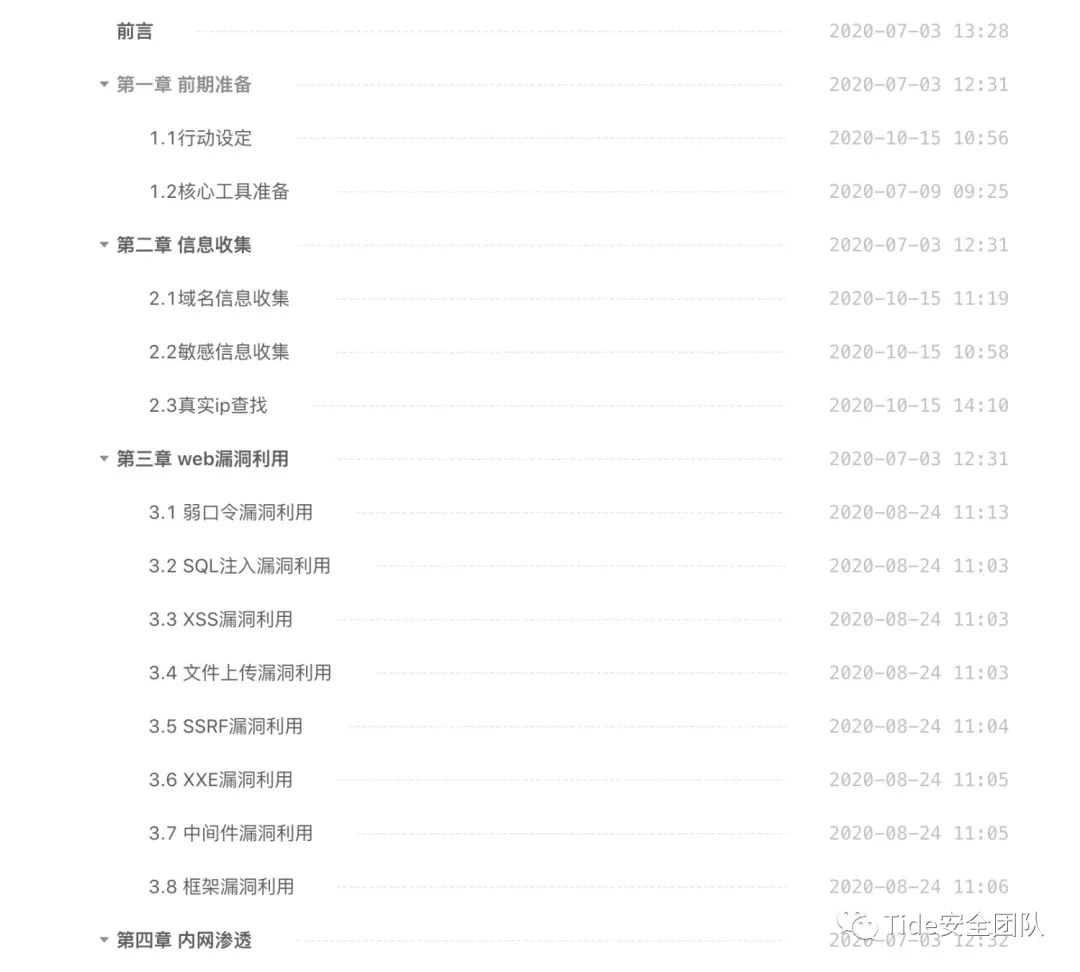 前言 2020-07-03 13:28
第一章 前期准备 2020-07-03 12:31
1.1行动设定 2020-10-15 10:56
1.2核心工具准备 2020-07-09 09:25
第二章 信息收集 2020-07-03 12:31
2.1域名信息收集 2020-10-15 11:19
2.2敏感信息收集 2020-10-15 10:58
2.3真实ip查找 2020-10-15 14:10
第三章 web漏洞利用 2020-07-03 12:31
3.1 弱口令漏洞利用 2020-08-24 11:13
3.2 SQL注入漏洞利用 2020-08-24 11:03
3.3 XSS漏洞利用 2020-08-24 11:03
3.4 文件上传漏洞利用 2020-08-24 11:03
3.5 SSRF漏洞利用 2020-08-24 11:04
3.6 XXE漏洞利用 2020-08-24 11:05
3.7 中间件漏洞利用 2020-08-24 11:05
3.8 框架漏洞利用 2020-08-24 11:06
Tide安全团队
第四章 内网渗透 2020-07-03 12:32